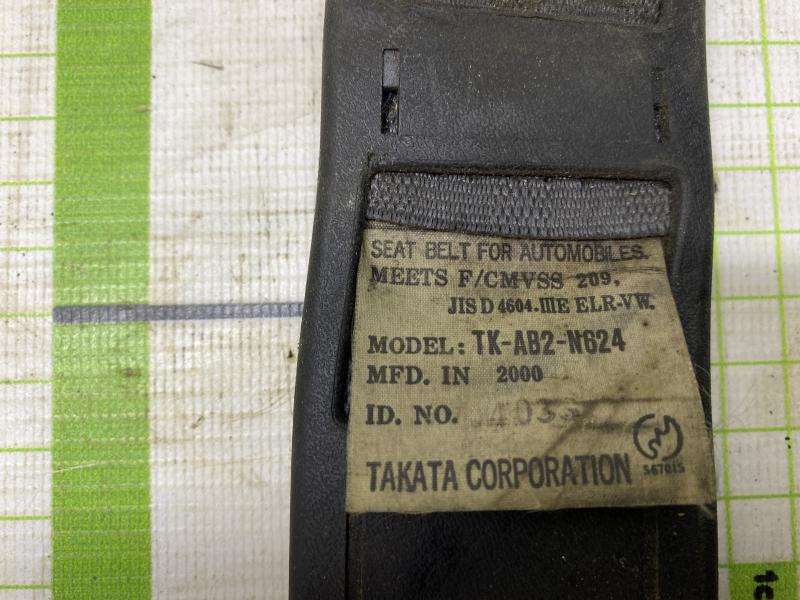 SEAT BELT FOR AUTOMOBILES.
MEETS F/CMVSS 209,
JIS D 4604.IIIE ELR-VW.
MODEL: TK-AB2-N624
MFD. IN 2000
ID. NO.
TAKATA CORPORATION